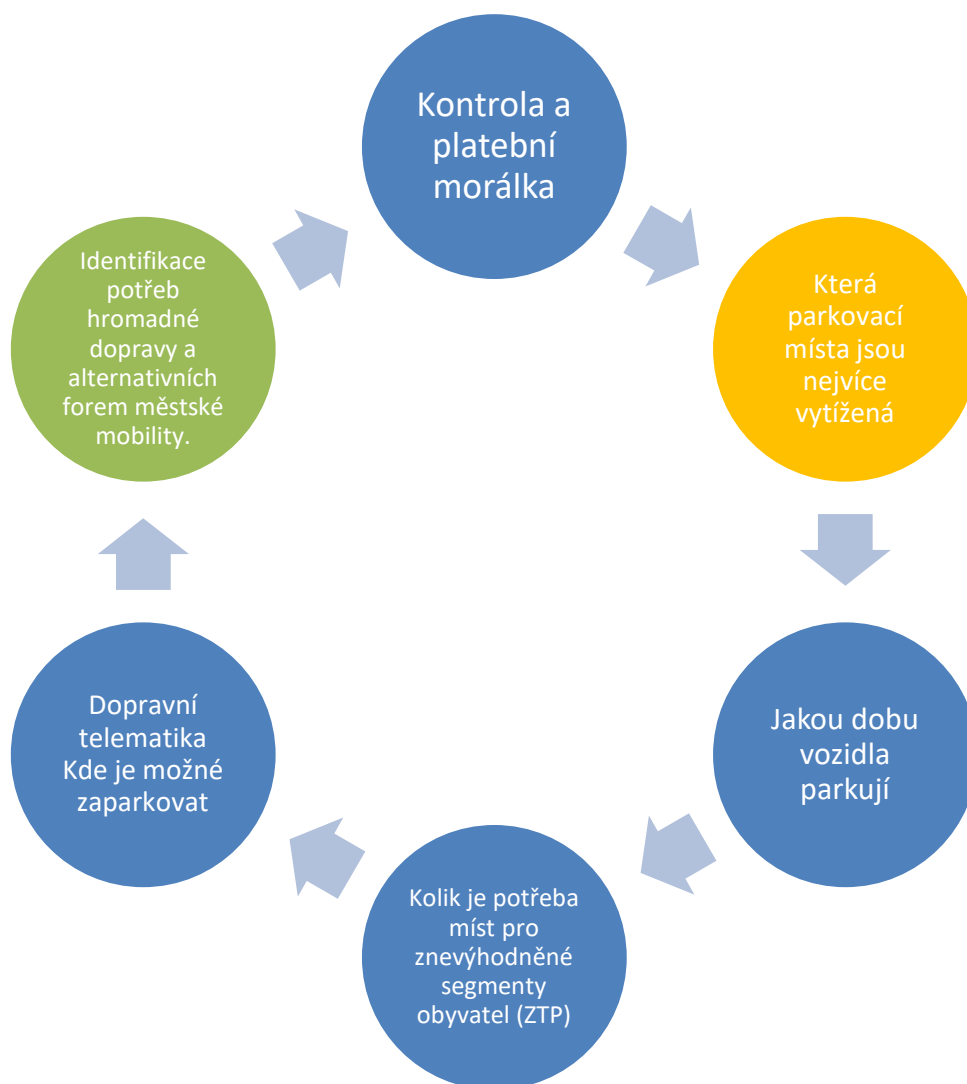 Kontrola a
platební
morálka
Která
parkovací
místa jsou
nejvíce
vytížená
Jakou dobu
vozidla
parkují
Kolik je potřeba
míst pro
znevýhodněné
segmenty
obyvatel (ZTP)
Dopravní
telematika
Kde je možné
zaparkovat
Identifikace
potřeb
hromadné
dopravy a
alternativních
forem městské
mobility.